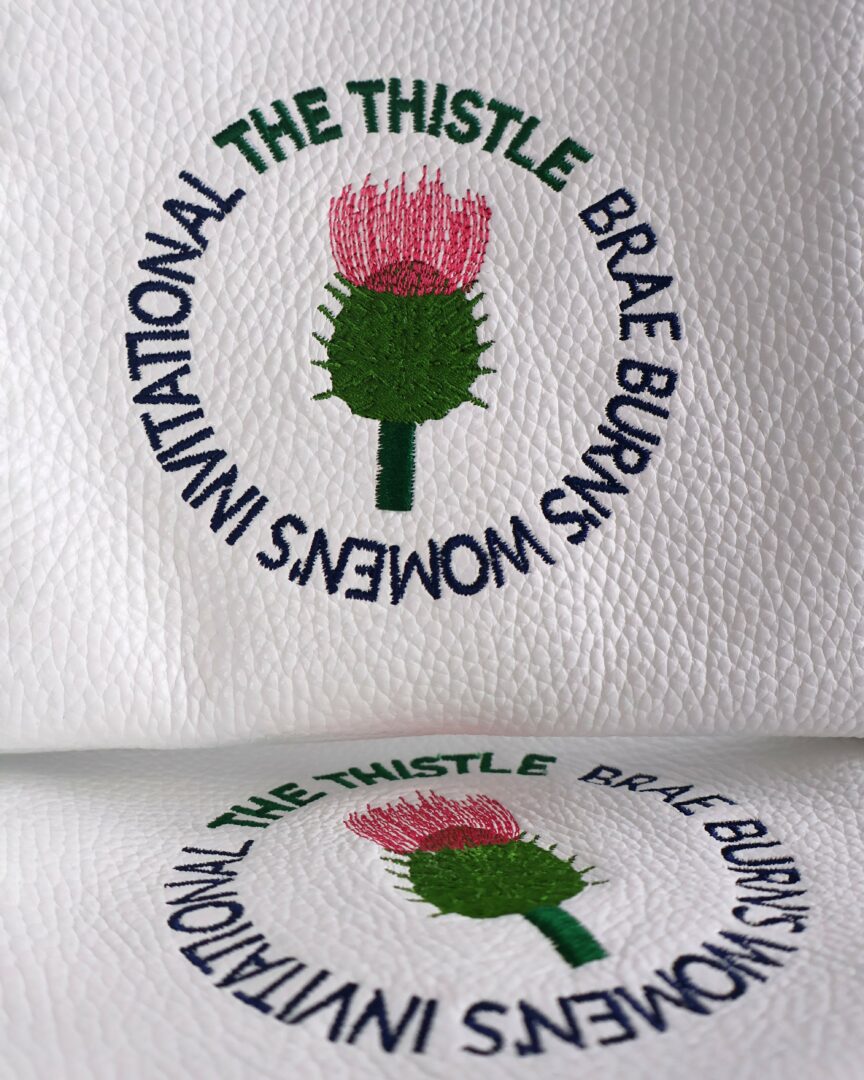 THE THISTLE
BRAE BURN'S WOMEN'S INVITATIONAL
THE THISTLE
BRAE BURN'S WOMEN'S INVITATIONAL